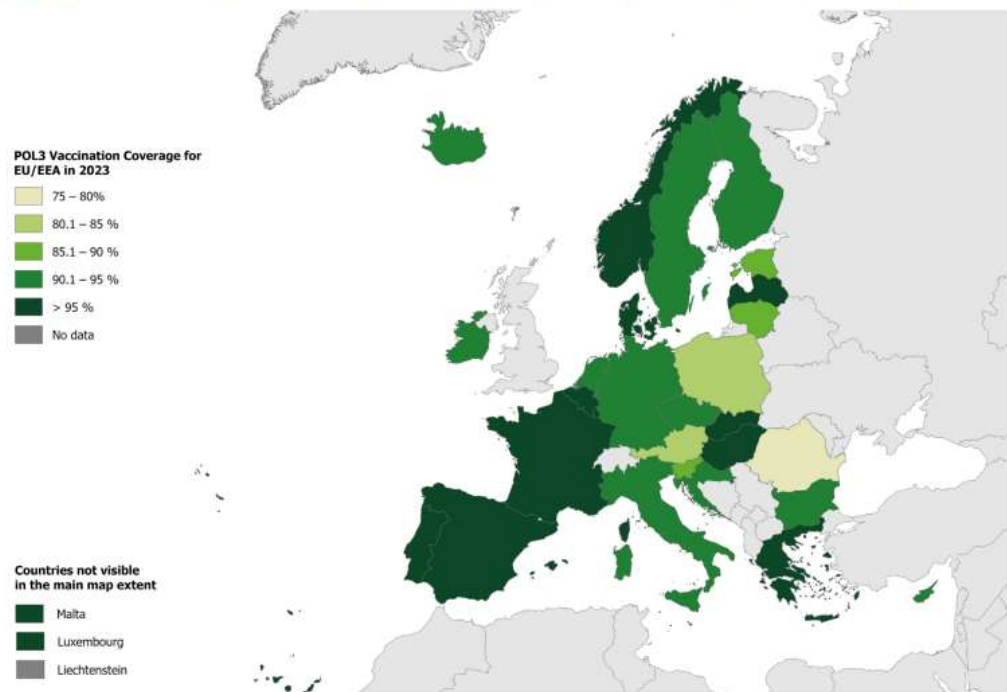 POL3 Vaccination Coverage for
EU/EEA in 2023
75 – 80%
80.1 – 85 %
85.1 – 90 %
90.1 – 95 %
> 95 %
No data
Countries not visible
in the main map extent
Malta
Luxembourg
Liechtenstein